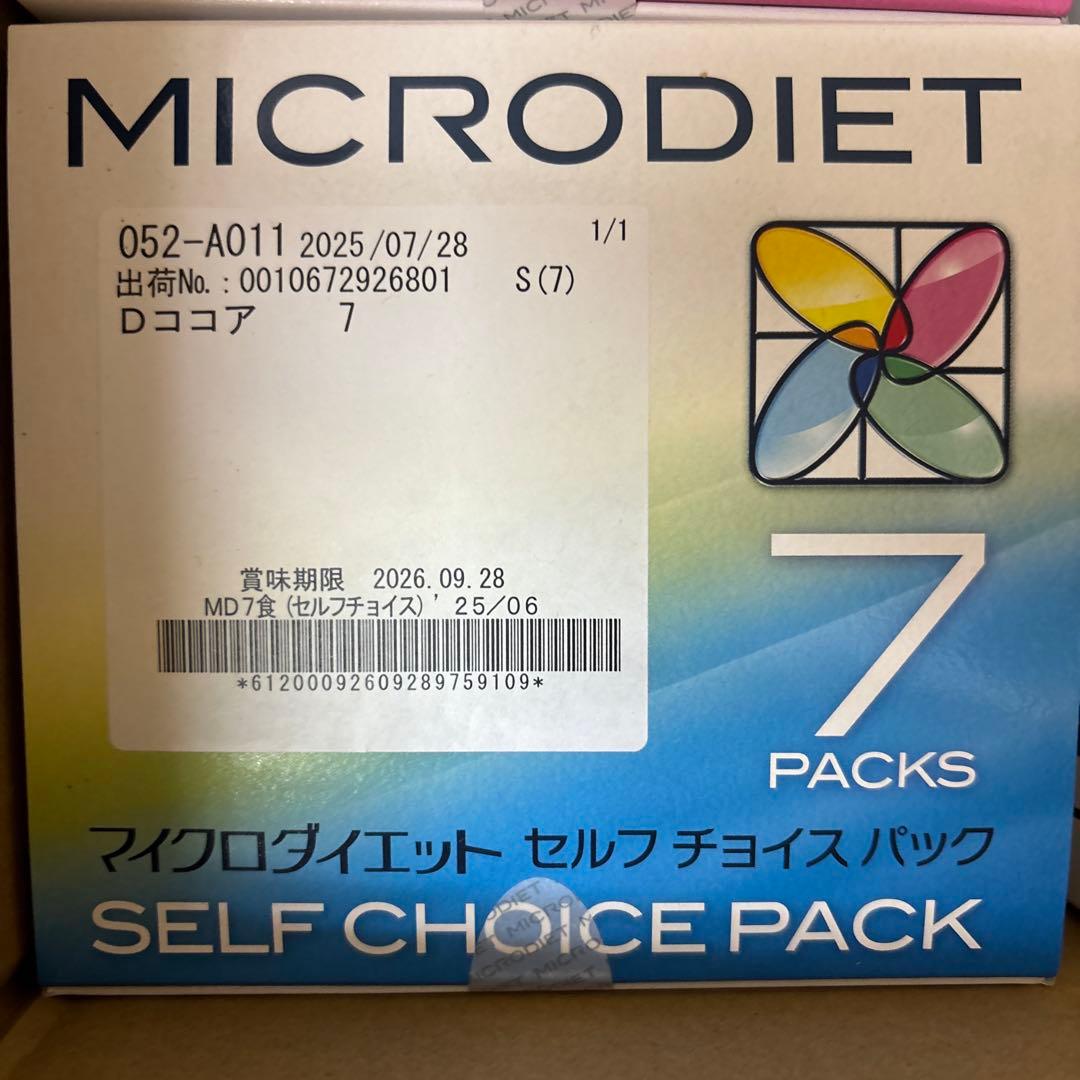 MICRODIET
052-A011 2025/07/28 1/1
出荷No.:0010672926801 S(7)
Dココア 7
賞味期限 2026.09.28
MD7食(セルフチョイス)'25/06
*61200092609289759109*
7
PACKS
マイクロダイエット セルフ チョイス パック
SELF CHOICE PACK
MICRODIET